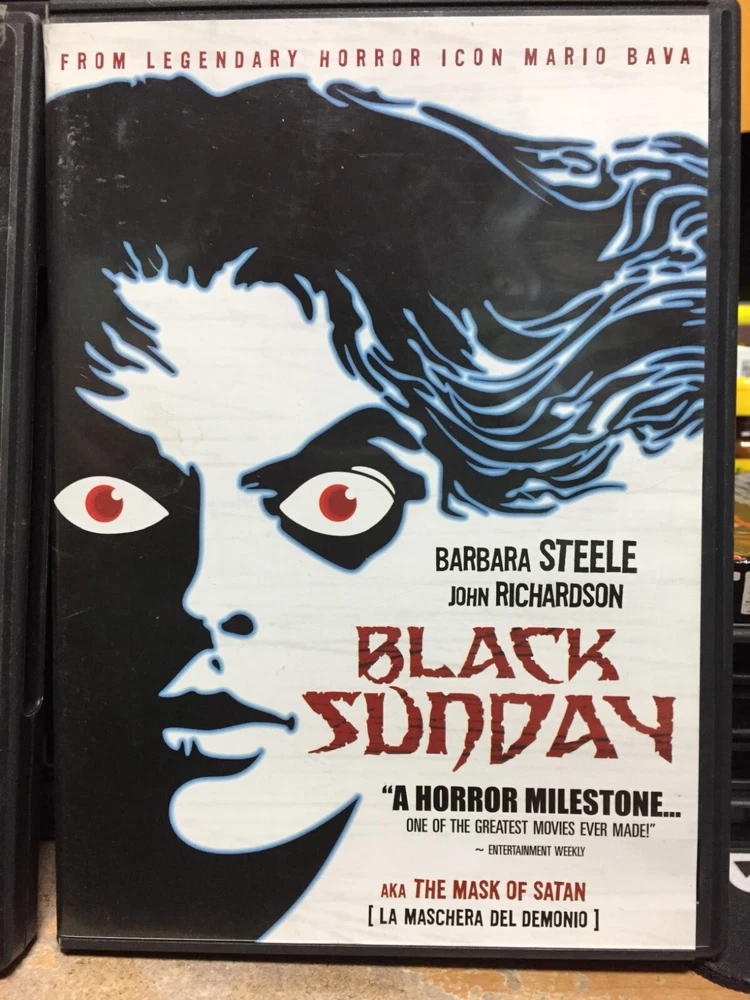 FROM LEGENDARY HORROR ICON MARIO BAVA
BARBARA STEELE
JOHN RICHARDSON
BLACK
SUNDAY
“A HORROR MILESTONE...
ONE OF THE GREATEST MOVIES EVER MADE!”
~ ENTERTAINMENT WEEKLY
AKA THE MASK OF SATAN
[ LA MASCHERA DEL DEMONIO ]